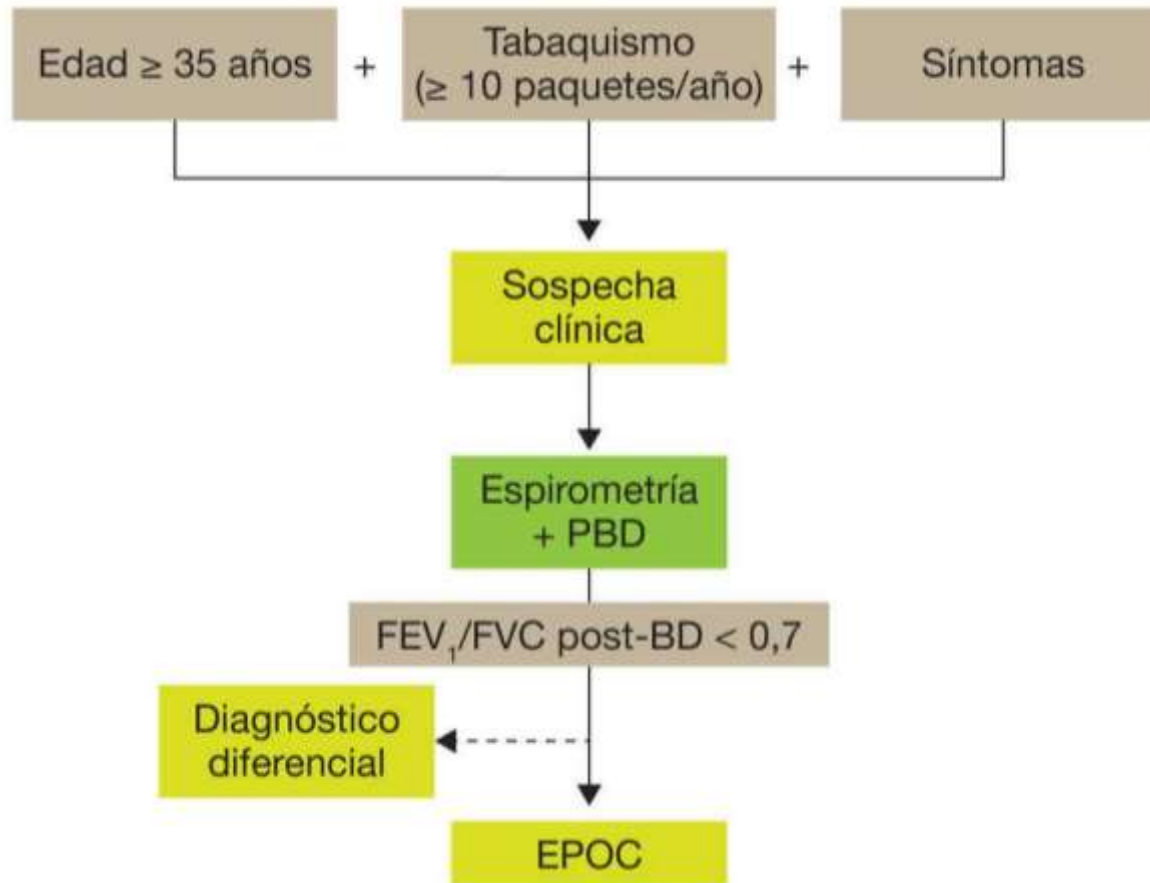 Edad ≥ 35 años
+
Tabaquismo
(≥ 10 paquetes/año)
+
Síntomas
Sospecha
clínica
Espirometría
+ PBD
FEV₁/FVC post-BD < 0,7
Diagnóstico
diferencial
EPOC